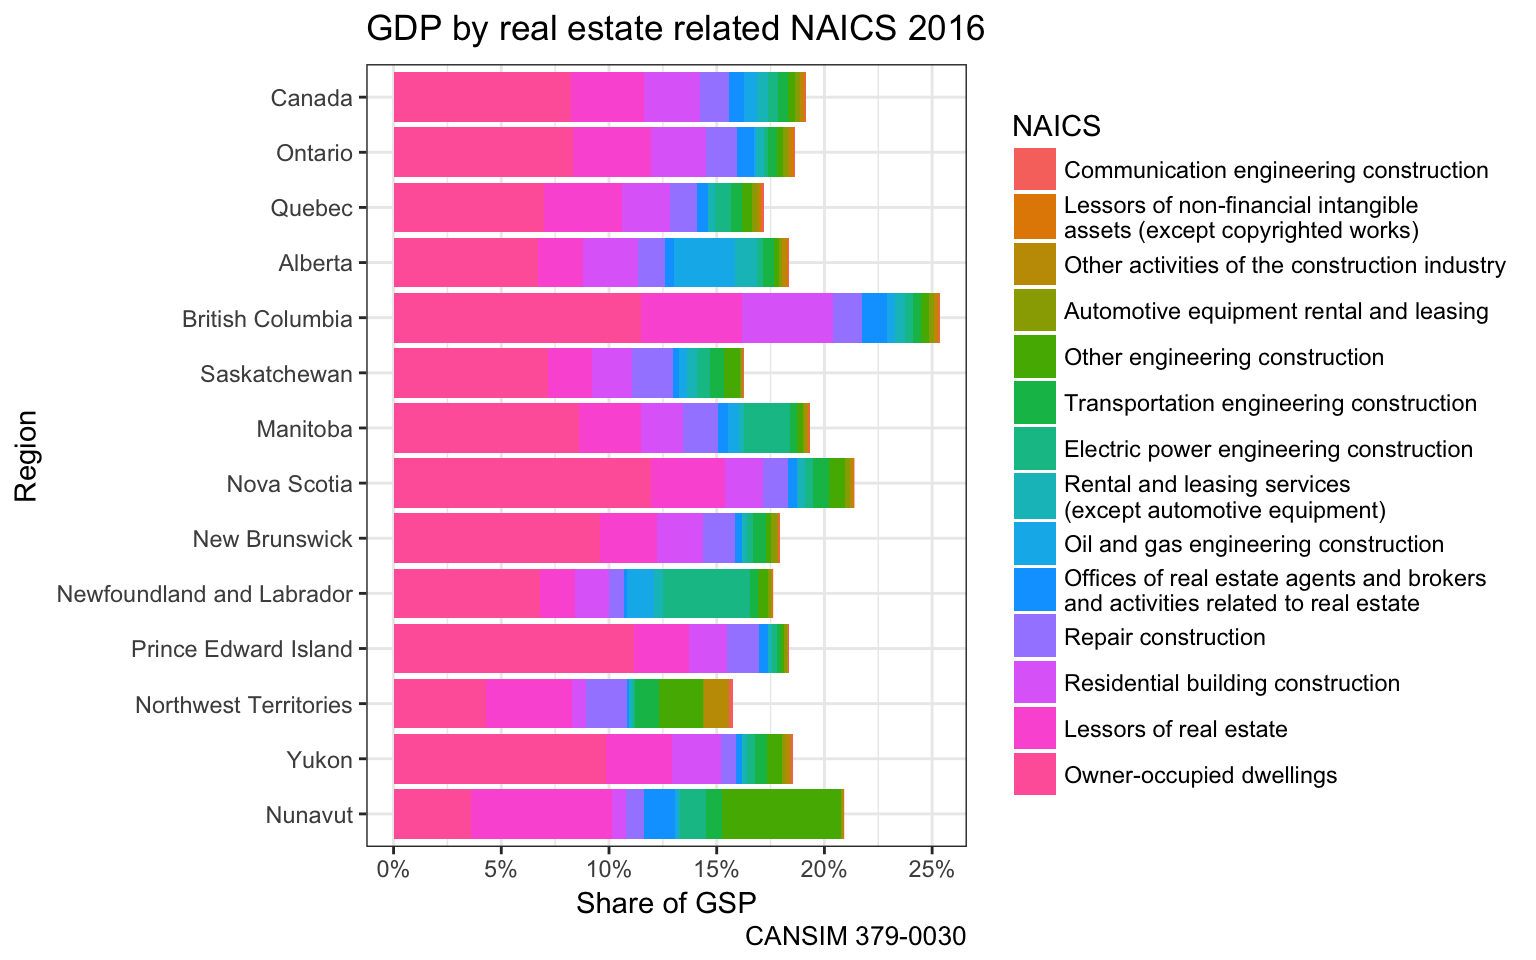 GDP by real estate related NAICS 2016
Region
Canada
Ontario
Quebec
Alberta
British Columbia
Saskatchewan
Manitoba
Nova Scotia
New Brunswick
Newfoundland and Labrador
Prince Edward Island
Northwest Territories
Yukon
Nunavut
0% 5% 10% 15% 20% 25%
Share of GSP
CANSIM 379-0030
NAICS
Communication engineering construction
Lessors of non-financial intangible
assets (except copyrighted works)
Other activities of the construction industry
Automotive equipment rental and leasing
Other engineering construction
Transportation engineering construction
Electric power engineering construction
Rental and leasing services
(except automotive equipment)
Oil and gas engineering construction
Offices of real estate agents and brokers
and activities related to real estate
Repair construction
Residential building construction
Lessors of real estate
Owner-occupied dwellings